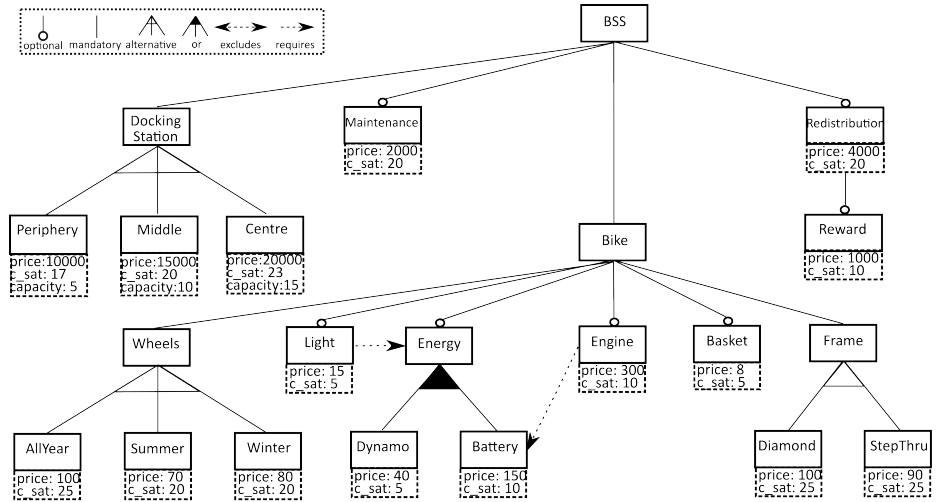 BSS
optional mandatory alternative or excludes requires
Docking
Station
Maintenance
price: 2000
c_sat: 20
Redistribution
price: 4000
c_sat: 20
Periphery
price:10000
c_sat: 17
capacity: 5
Middle
price:15000
c_sat: 20
capacity:10
Centre
price:20000
c_sat: 23
capacity:15
Bike
Reward
price: 1000
c_sat: 10
Wheels
Light
price: 15
c_sat: 5
Energy
Engine
price: 300
c_sat: 10
Basket
price: 8
c_sat: 5
Frame
AllYear
price: 100
c_sat: 25
Summer
price: 70
c_sat: 20
Winter
price: 80
c_sat: 20
Dynamo
price: 40
c_sat: 5
Battery
price: 150
c_sat: 10
Diamond
price: 100
c_sat: 25
StepThru
price: 90
c_sat: 25